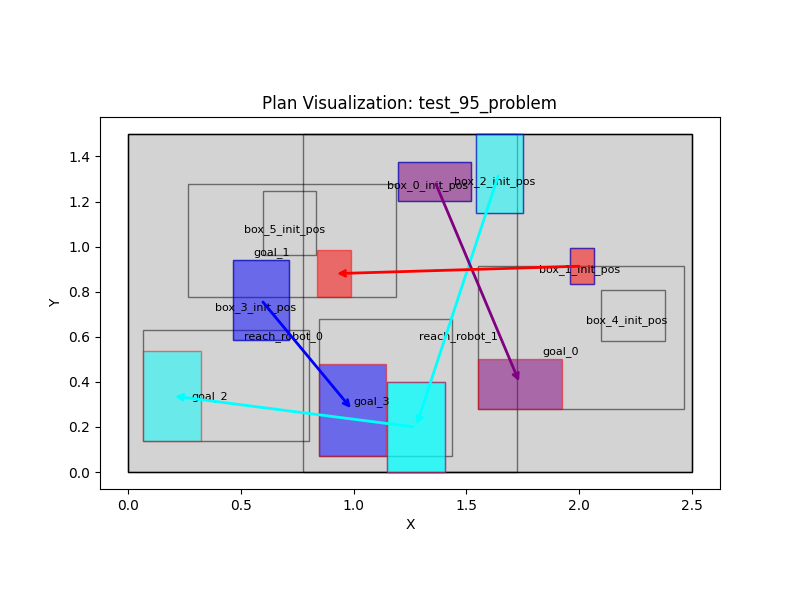 Plan Visualization: test_95_problem
1.4
1.2
1.0
0.8
0.6
0.4
0.2
0.0
Y
box_0_init_pos
box_2_init_pos
box_5_init_pos
goal_1
box_1_init_pos
box_3_init_pos
box_4_init_pos
reach_robot_0
reach_robot_1
goal_0
goal_2
goal_3
0.0 0.5 1.0 1.5 2.0 2.5
X